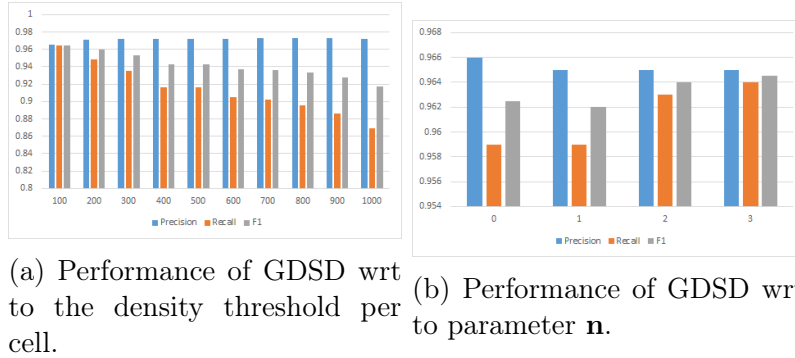 1
0.98
0.96
0.94
0.92
0.9
0.88
0.86
0.84
0.82
0.8
100 200 300 400 500 600 700 800 900 1000
Precision Recall F1
(a) Performance of GDSD wrt
to the density threshold per
cell.
0.968
0.966
0.964
0.962
0.96
0.958
0.956
0.954
0 1 2 3
Precision Recall F1
(b) Performance of GDSD wr
to parameter n.